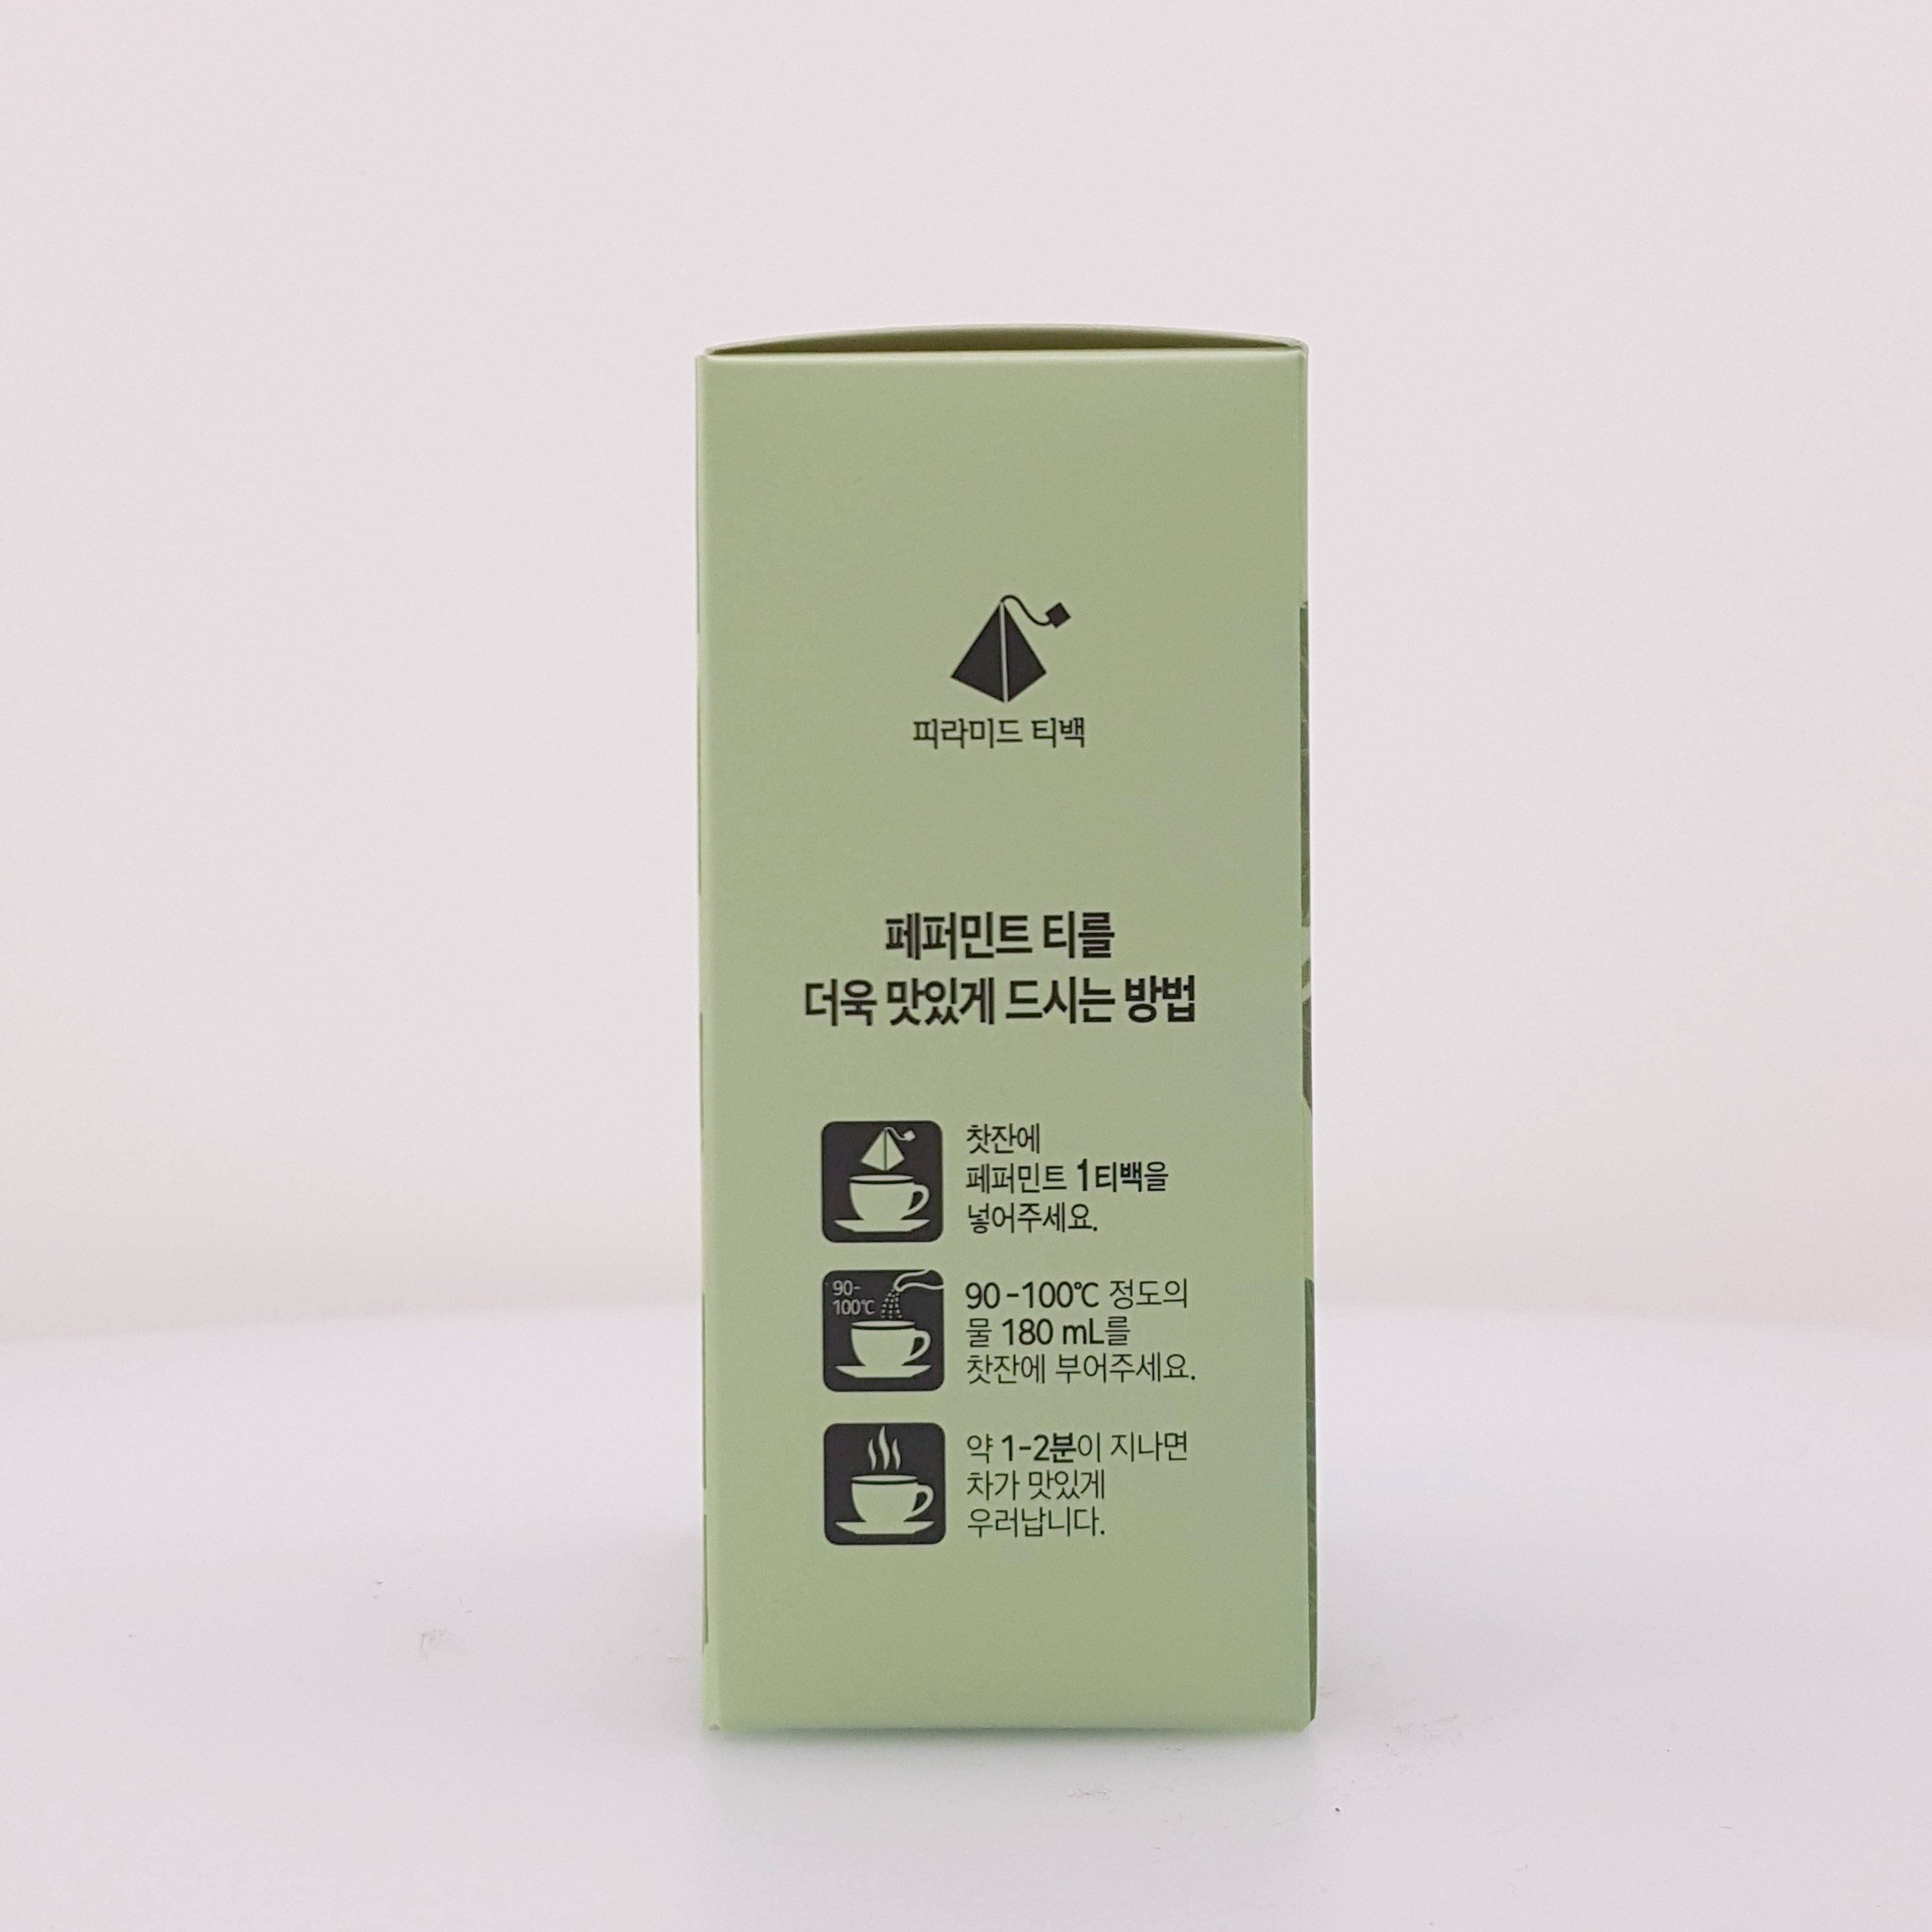 피라미드 티백
페퍼민트 티를
더욱 맛있게 드시는 방법
찻잔에
페퍼민트 1티백을
넣어주세요.
90-
100℃
90-100℃ 정도의
물 180 mL를
찻잔에 부어주세요.
약 1-2분이 지나면
차가 맛있게
우러납니다.